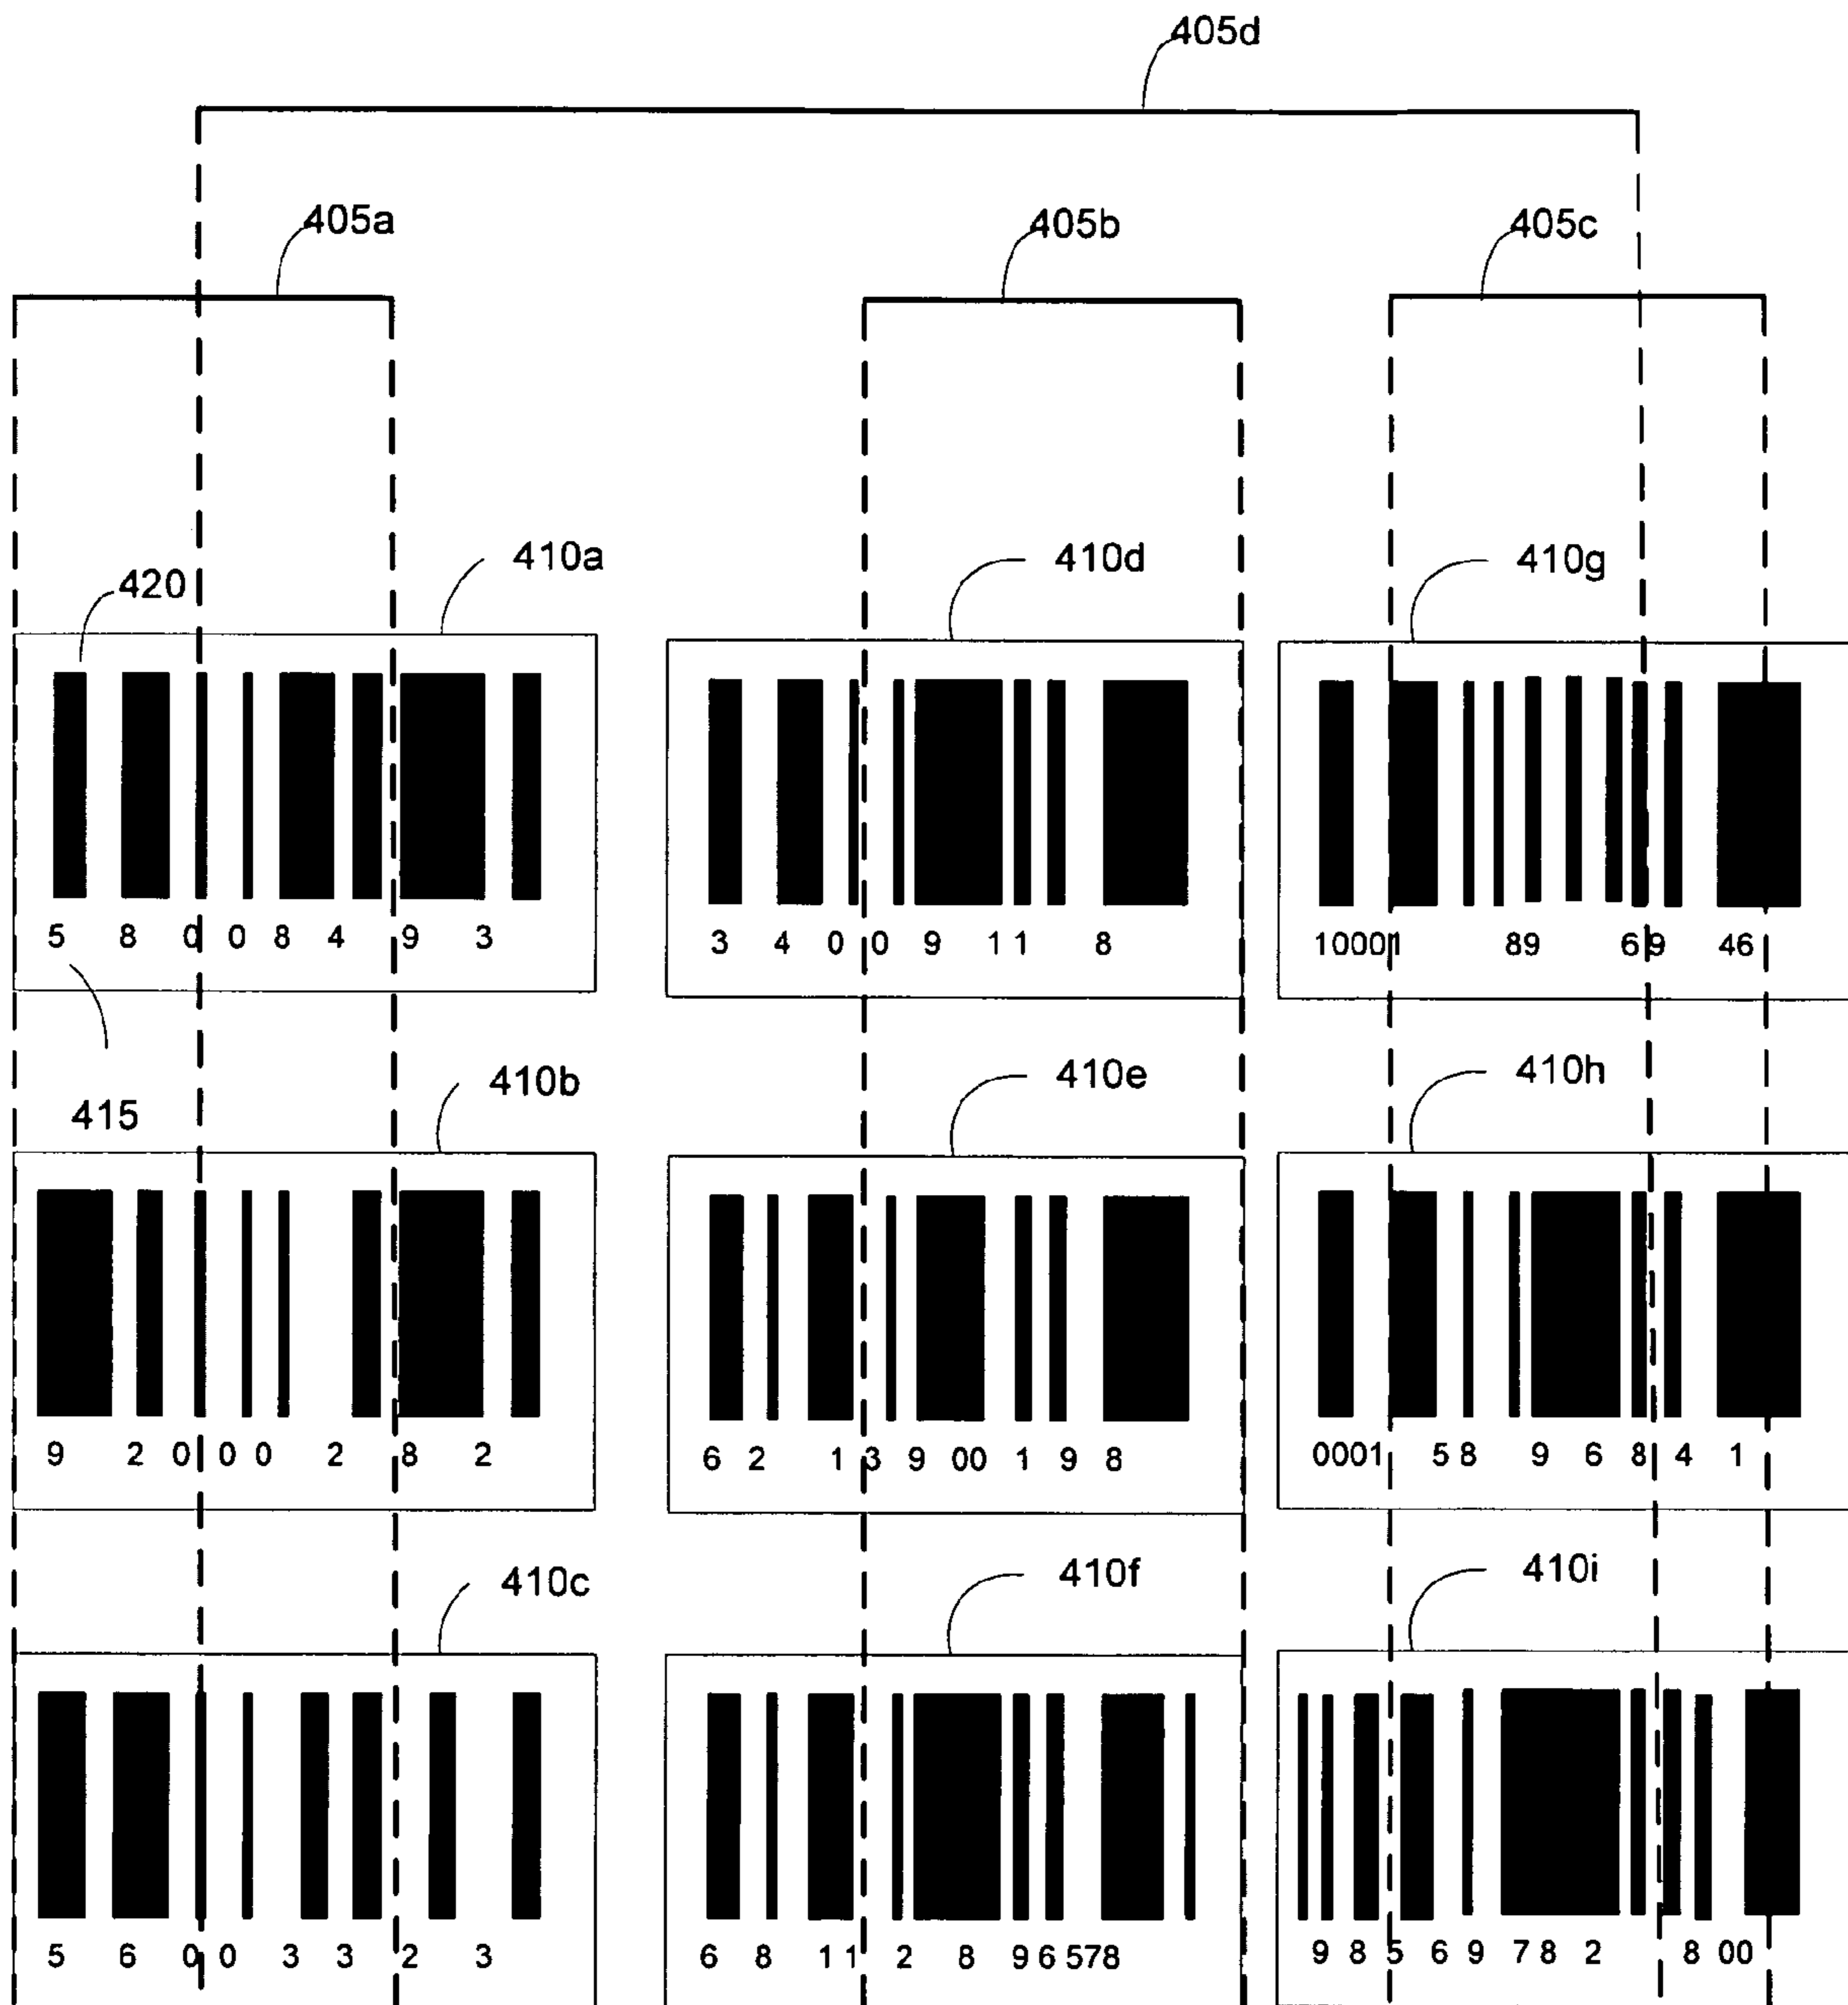 405d
405a 405b 405c
410a 410d 410g
420
5 8 0 0 8 4 9 3
3 4 0 0 9 1 1 8
10001 89 69 46
410b 410e 410h
415
9 2 0 0 0 2 8 2
6 2 1 3 9 00 1 9 8
0001 5 8 9 6 8 4 1
410c 410f 410i
5 6 0 0 3 3 2 3
6 8 1 1 2 8 9 6 578
9 8 5 6 9 7 8 2 8 00